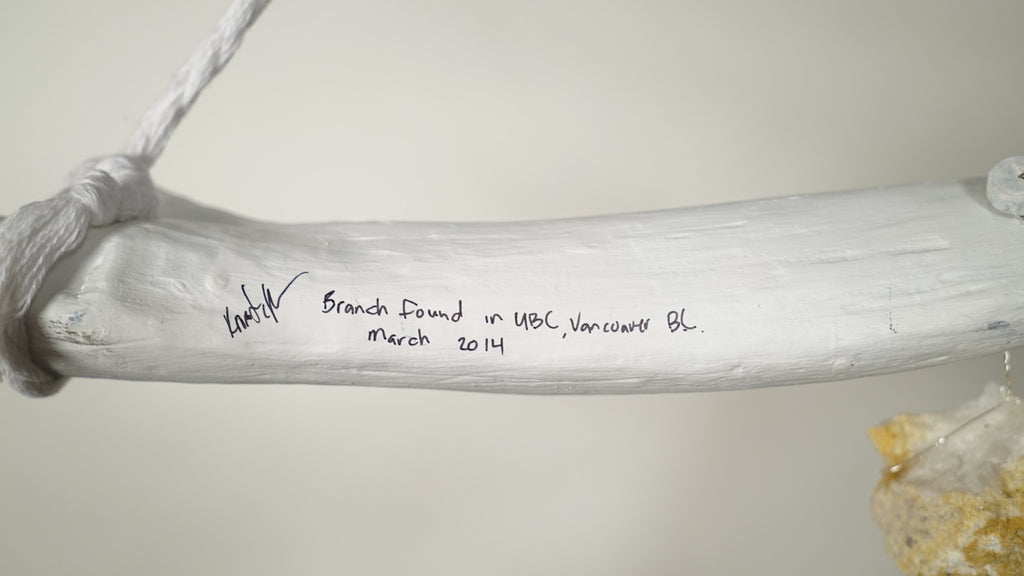 Branch Found in UBC, Vancouver BC.
March 2014